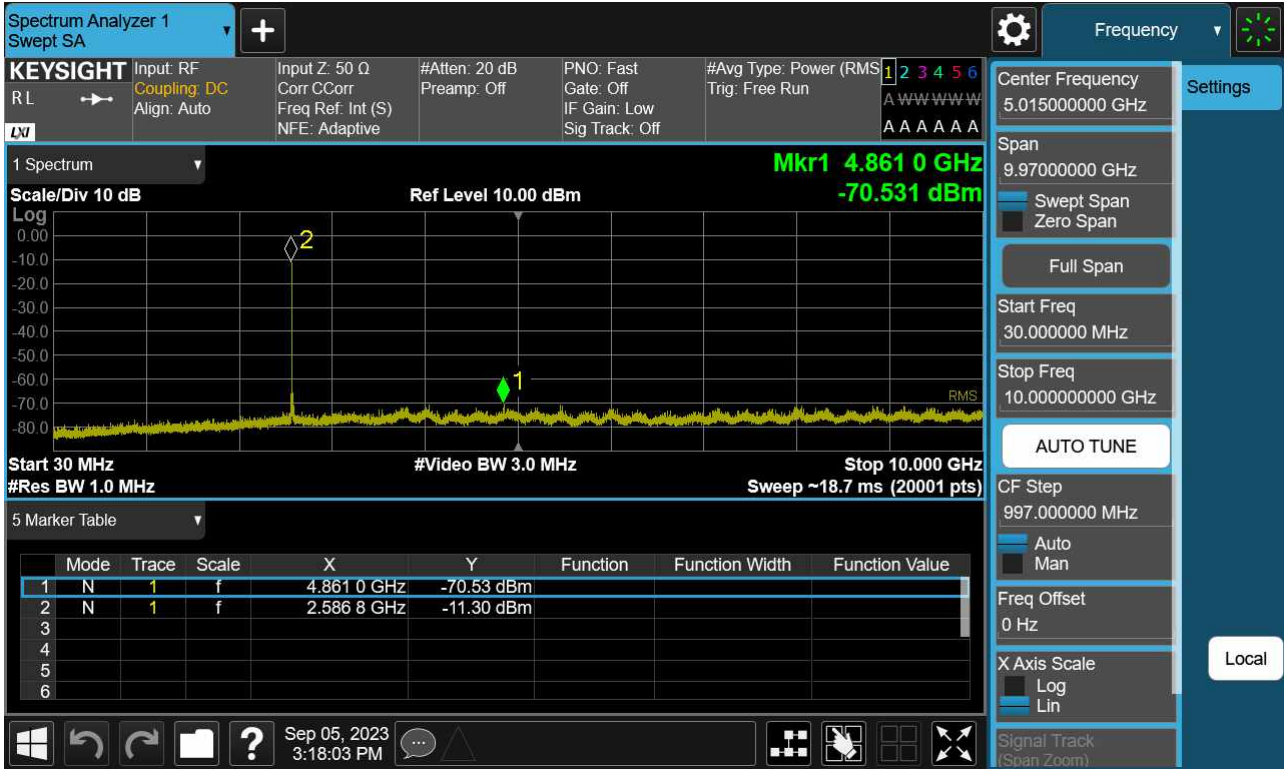 Spectrum Analyzer 1
Swept SA
Frequency
KEYSIGHT
RL
LXI
Input: RF
Coupling: DC
Align: Auto
Input Z: 50 Ω
Corr CCorr
Freq Ref: Int (S)
NFE: Adaptive
#Atten: 20 dB
Preamp: Off
PNO: Fast
Gate: Off
IF Gain: Low
Sig Track: Off
#Avg Type: Power (RMS
Trig: Free Run
1 2 3 4 5 6
A W W W W W
A A A A A A
1 Spectrum
Mkr1 4.861 0 GHz
-70.531 dBm
Scale/Div 10 dB
Ref Level 10.00 dBm
Log
0.00
-10.0
-20.0
-30.0
-40.0
-50.0
-60.0
-70.0
-80.0
2
1
RMS
Start 30 MHz
#Video BW 3.0 MHz
Stop 10.000 GHz
#Res BW 1.0 MHz
Sweep ~18.7 ms (20001 pts)
5 Marker Table
Mode Trace Scale X Y Function Function Width Function Value
1 N 1 f 4.861 0 GHz -70.53 dBm
2 N 1 f 2.586 8 GHz -11.30 dBm
3
4
5
6
Sep 05, 2023
3:18:03 PM
Center Frequency
5.015000000 GHz
Span
9.97000000 GHz
Swept Span
Zero Span
Full Span
Start Freq
30.000000 MHz
Stop Freq
10.000000000 GHz
AUTO TUNE
CF Step
997.000000 MHz
Auto
Man
Freq Offset
0 Hz
X Axis Scale
Log
Lin
Signal Track
(Span Zoom)
Settings
Local